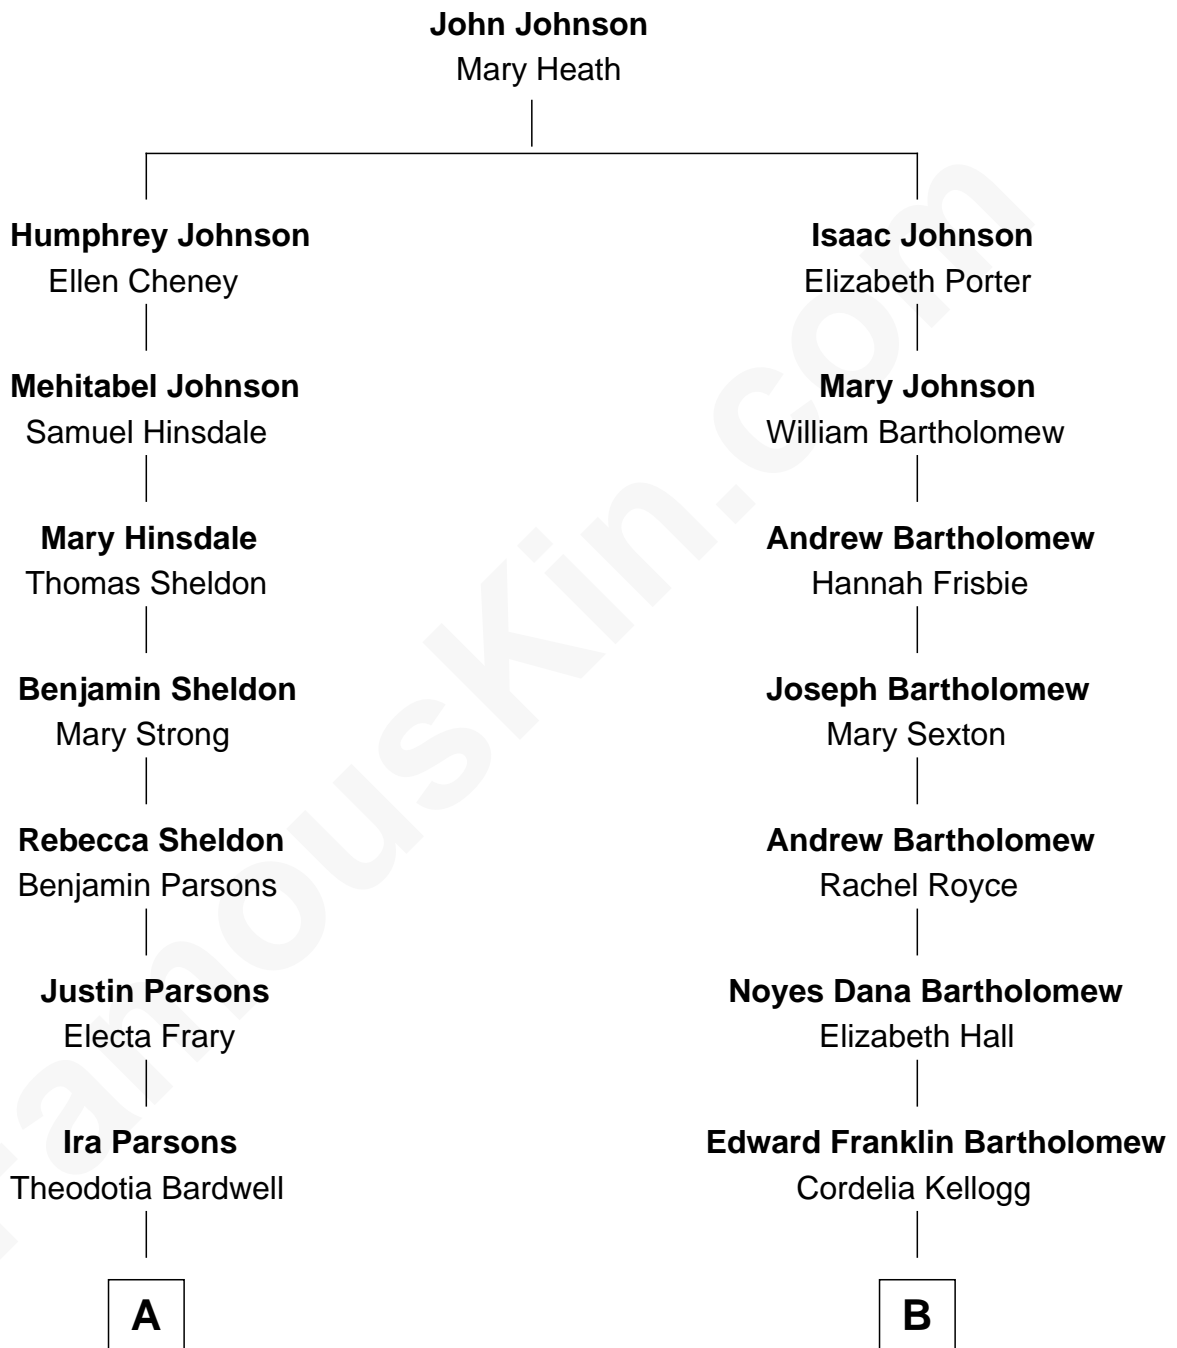 John Johnson
Mary Heath
Humphrey Johnson
Ellen Cheney
Isaac Johnson
Elizabeth Porter
Mehitabel Johnson
Samuel Hinsdale
Mary Johnson
William Bartholomew
Mary Hinsdale
Thomas Sheldon
Andrew Bartholomew
Hannah Frisbie
Benjamin Sheldon
Mary Strong
Joseph Bartholomew
Mary Sexton
Rebecca Sheldon
Benjamin Parsons
Andrew Bartholomew
Rachel Royce
Justin Parsons
Electa Frary
Noyes Dana Bartholomew
Elizabeth Hall
Ira Parsons
Theodotia Bardwell
Edward Franklin Bartholomew
Cordelia Kellogg
A
B
FamousKin.com